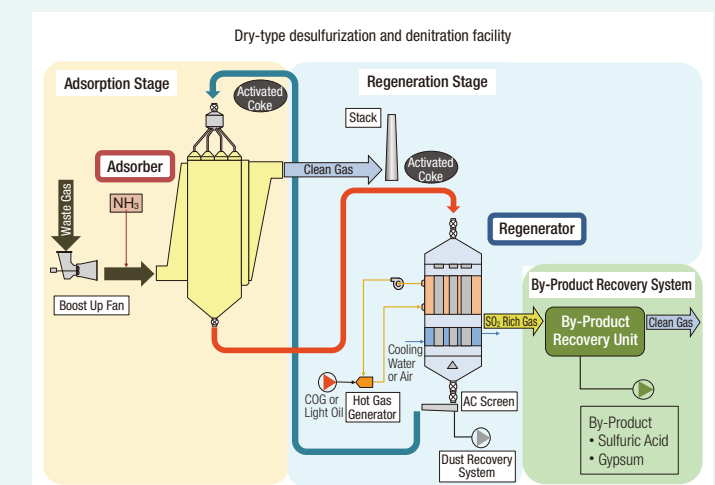 Dry-type desulfurization and denitration facility
Adsorption Stage
Regeneration Stage
Activated
Coke
Stack
Adsorber
Clean Gas
Activated
Coke
Waste Gas
NH₃
Regenerator
Boost Up Fan
By-Product Recovery System
SO₂ Rich Gas
By-Product
Recovery Unit
Clean Gas
Cooling
Water
or Air
COG or
Light Oil
Hot Gas
Generator
AC Screen
Dust Recovery
System
By-Product
• Sulfuric Acid
• Gypsum